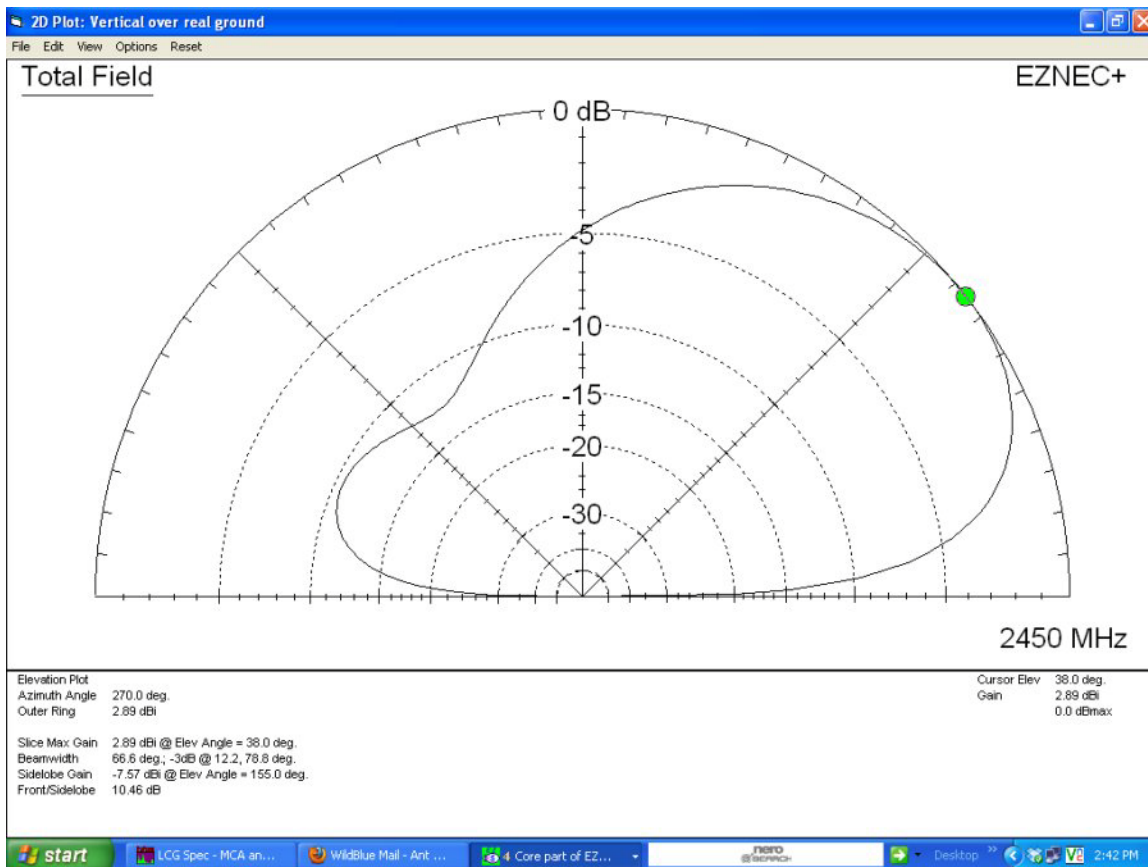 2D Plot: Vertical over real ground
File Edit View Options Reset
Total Field
EZNEC+
0 dB
-5
-10
-15
-20
-30
2450 MHz
Elevation Plot
Azimuth Angle 270.0 deg.
Outer Ring 2.89 dBi
Cursor Elev 38.0 deg.
Gain 2.89 dBi
0.0 dBmax
Slice Max Gain 2.89 dBi @ Elev Angle = 38.0 deg.
Beamwidth 66.6 deg.; -3dB @ 12.2, 78.8 deg.
Sidelobe Gain -7.57 dBi @ Elev Angle = 155.0 deg.
Front/Sidelobe 10.46 dB
start LCG Spec - MCA an... WildBlue Mail - Ant ... 4 Core part of EZ... nero SEARCH Desktop 2:42 PM